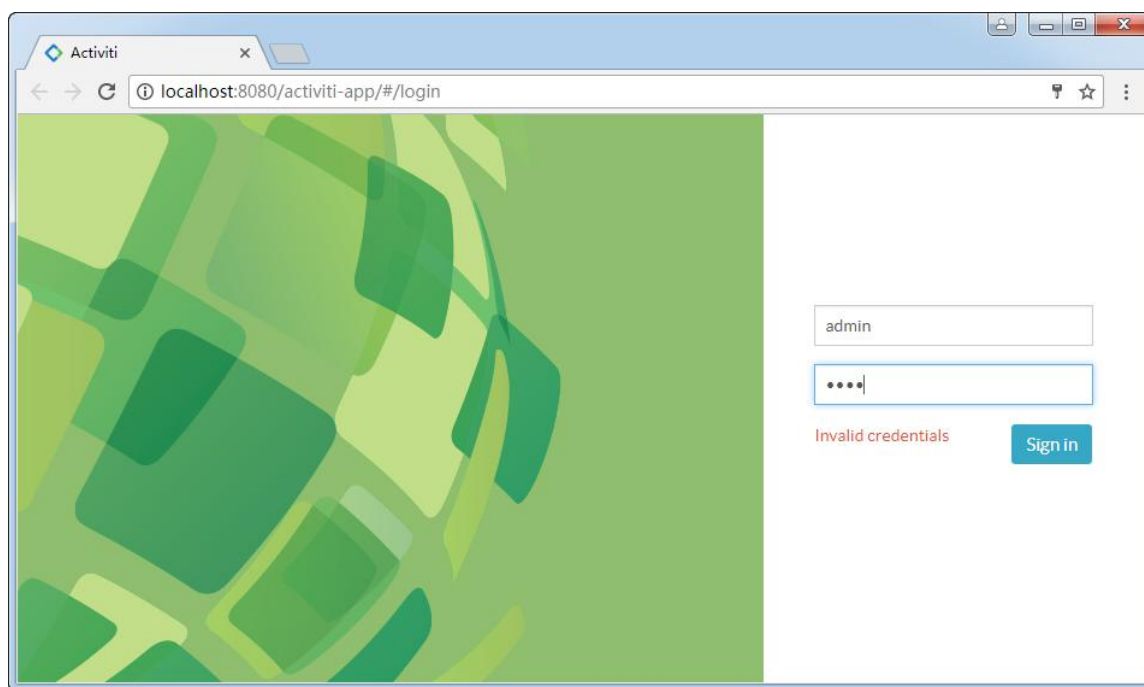 Activiti
localhost:8080/activiti-app/#/login
admin
••••
Invalid credentials
Sign in